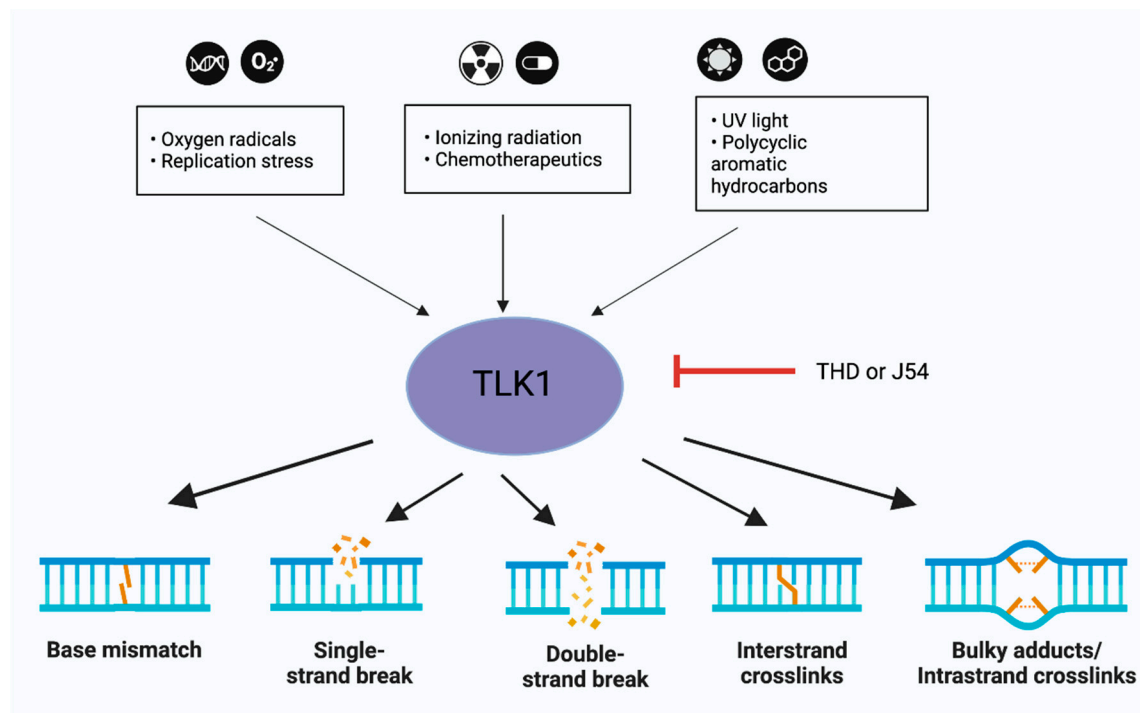 O₂•
• Oxygen radicals
• Replication stress
• Ionizing radiation
• Chemotherapeutics
• UV light
• Polycyclic
aromatic
hydrocarbons
TLK1
THD or J54
Base mismatch
Single-
strand break
Double-
strand break
Interstrand
crosslinks
Bulky adducts/
Intrastrand crosslinks